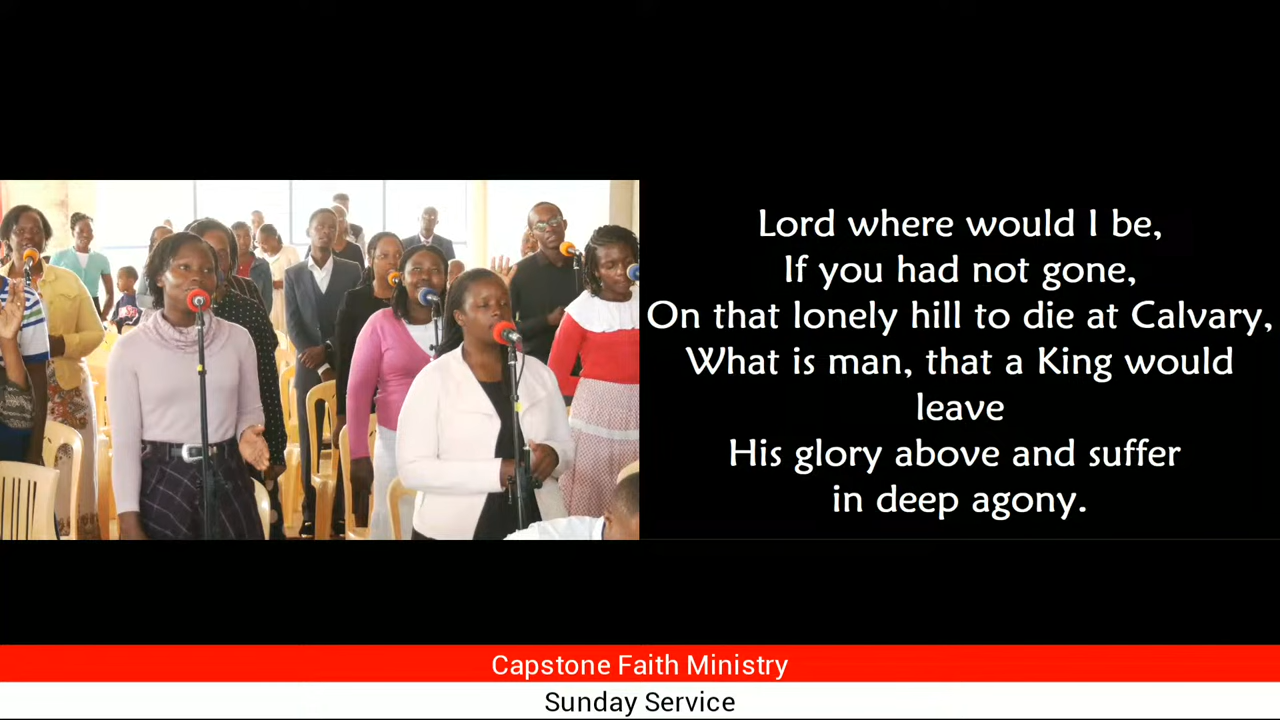 Lord where would I be,
If you had not gone,
On that lonely hill to die at Calvary,
What is man, that a King would
leave
His glory above and suffer
in deep agony.
Capstone Faith Ministry
Sunday Service